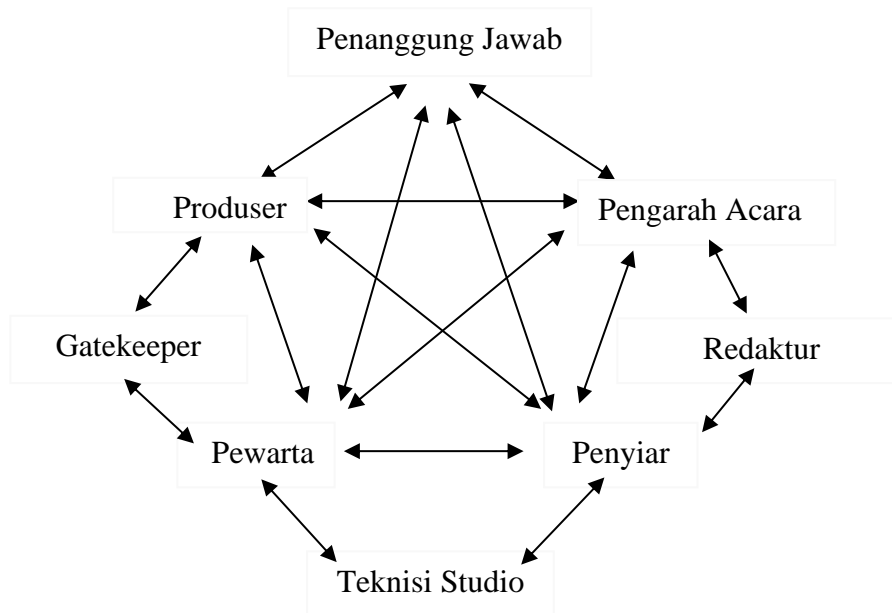 Penanggung Jawab
Produser
Pengarah Acara
Gatekeeper
Redaktur
Pewarta
Penyiar
Teknisi Studio